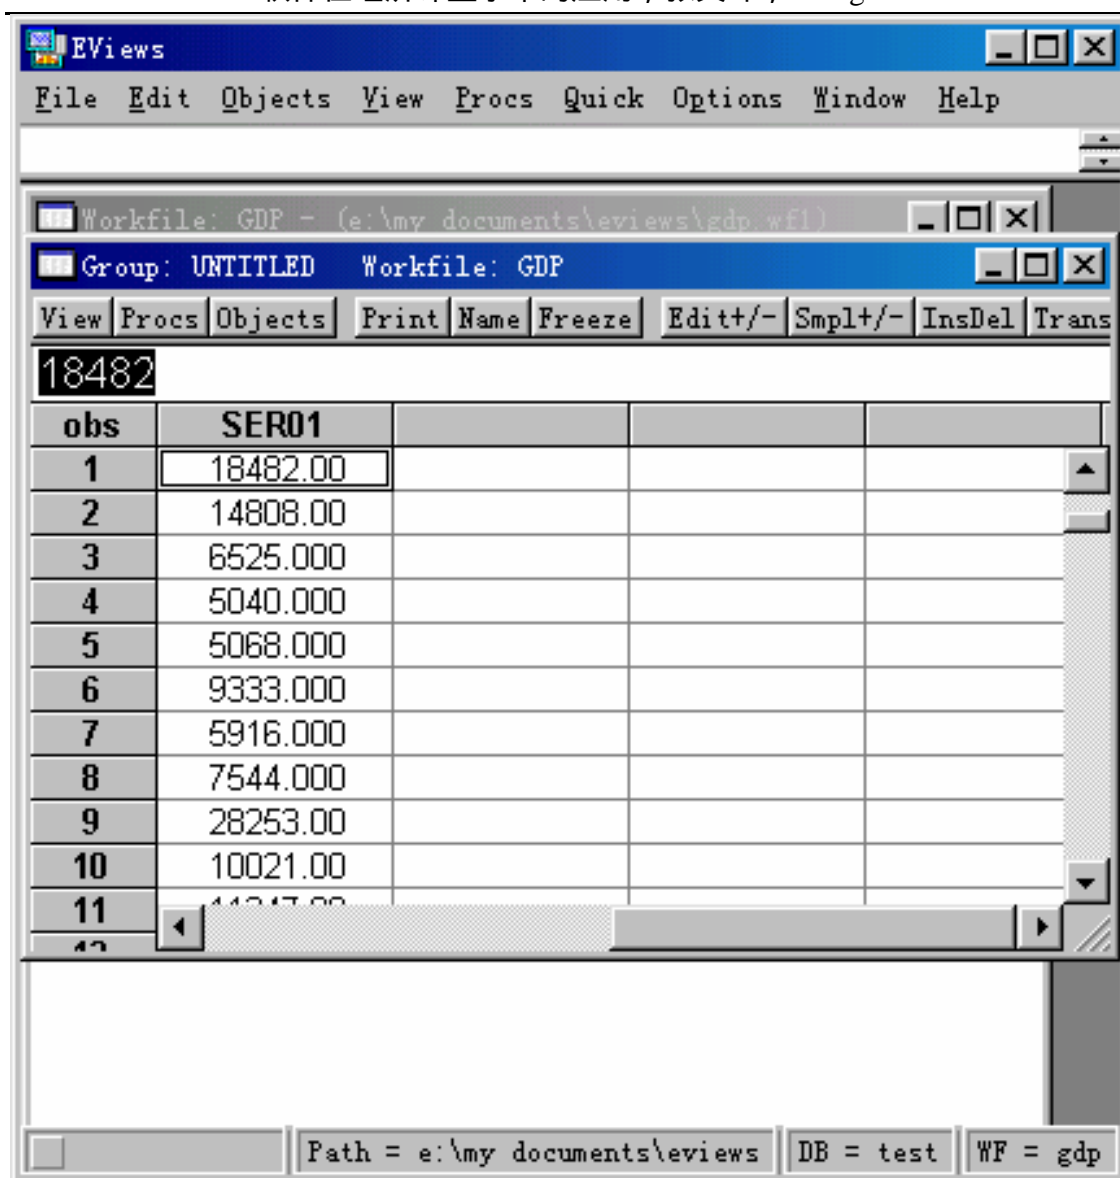 EViews
File Edit Objects View Procs Quick Options Window Help
Workfile: GDP - (e:\my documents\eviews\gdp.wf1)
Group: UNTITLED Workfile: GDP
View Procs Objects Print Name Freeze Edit+/- Smpl+/- InsDel Trans
18482
obs SER01
1 18482.00
2 14808.00
3 6525.000
4 5040.000
5 5068.000
6 9333.000
7 5916.000
8 7544.000
9 28253.00
10 10021.00
11
Path = e:\my documents\eviews DB = test WF = gdp